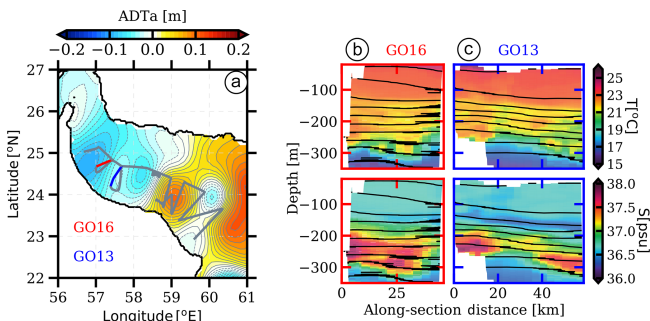 ADTa [m]
−0.2 −0.1 0.0 0.1 0.2
27
26
25
24
23
22
Latitude [°N]
a
GO16
GO13
56 57 58 59 60 61
Longitude [°E]
b GO16 c GO13
−100
−200
−300
−100
−200
−300
Depth [m]
0 25 0 20 40
Along-section distance [km]
25
23
21
19
17
15
T[°C]
38.0
37.5
37.0
36.5
36.0
S[psu]